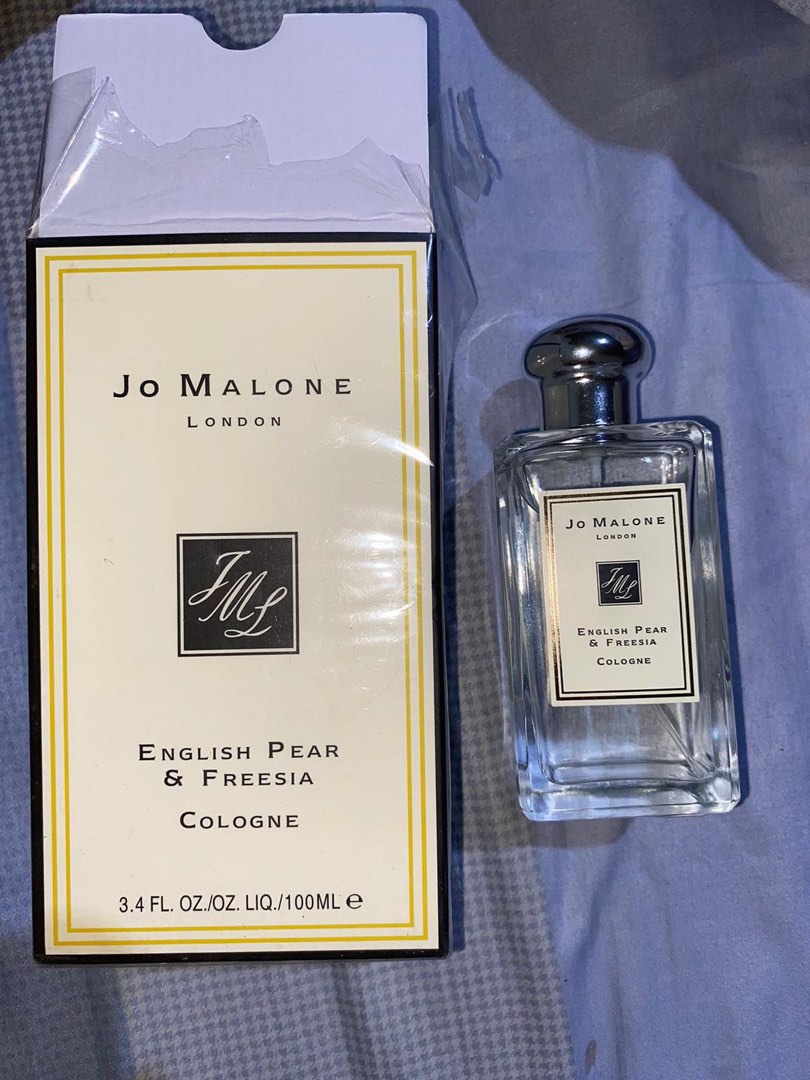 Jo Malone
London
JML
English Pear
& Freesia
Cologne
3.4 FL. OZ./OZ. LIQ./100ML ℮
Jo Malone
London
JML
English Pear
& Freesia
Cologne